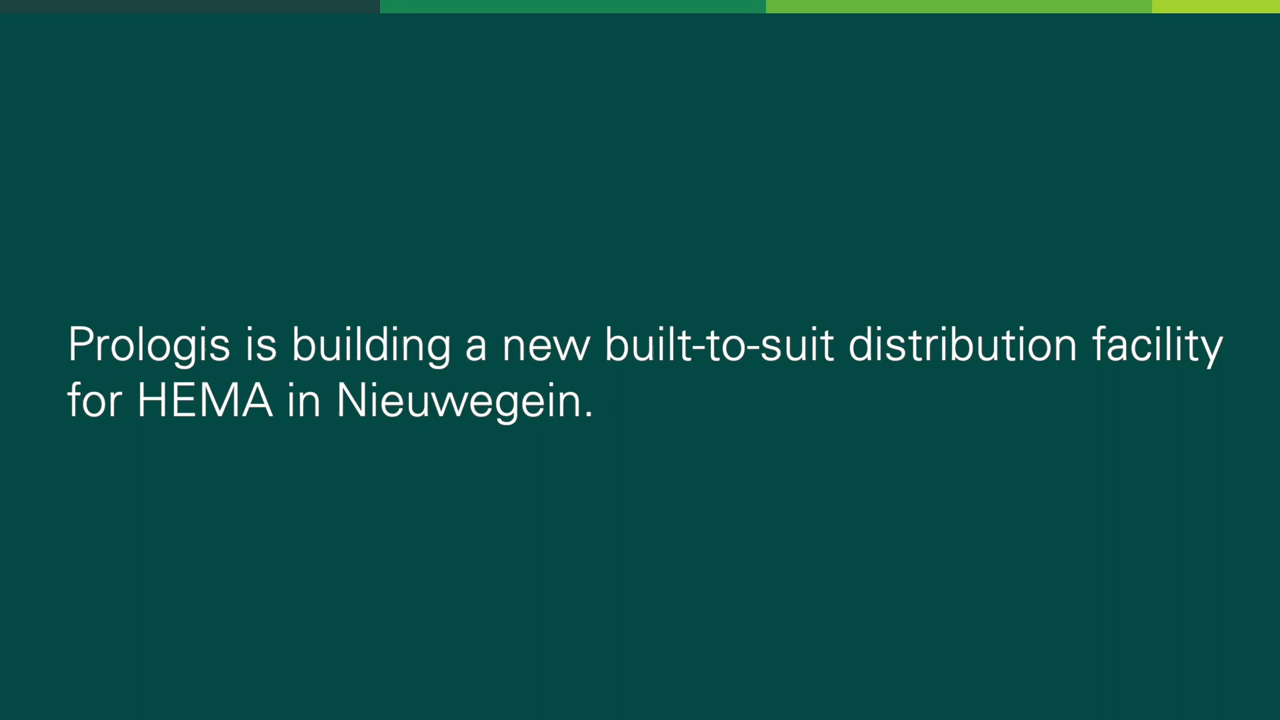 Prologis is building a new built-to-suit distribution facility
for HEMA in Nieuwegein.